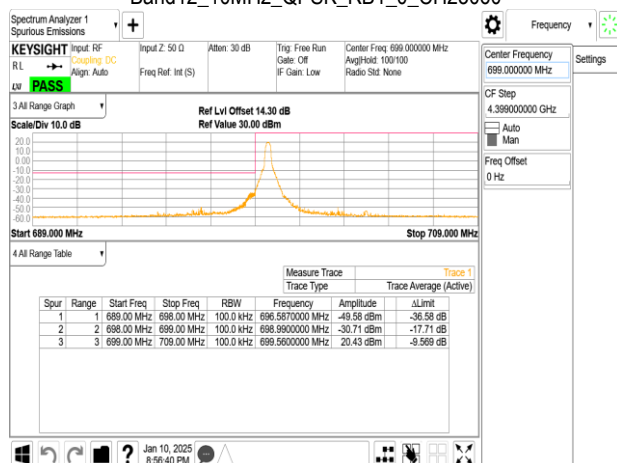 Spectrum Analyzer 1
Spurious Emissions
Frequency
KEYSIGHT Input: RF Input Z: 50 Ω Atten: 30 dB Trig: Free Run Center Freq: 699.000000 MHz
RL Coupling: DC Gate: Off Avg|Hold: 100/100
Align: Auto Freq Ref: Int (S) IF Gain: Low Radio Std: None
PASS
Center Frequency
699.000000 MHz
Settings
CF Step
4.399000000 GHz
Auto
Man
Freq Offset
0 Hz
3 All Range Graph
Ref Lvl Offset 14.30 dB
Scale/Div 10.0 dB Ref Value 30.00 dBm
20.0
10.0
0.00
-10.0
-20.0
-30.0
-40.0
-50.0
-60.0
Start 689.000 MHz Stop 709.000 MHz
4 All Range Table
Measure Trace Trace 1
Trace Type Trace Average (Active)
Spur Range Start Freq Stop Freq RBW Frequency Amplitude ΔLimit
1 1 689.00 MHz 698.00 MHz 100.0 kHz 696.5870000 MHz -49.58 dBm -36.58 dB
2 2 698.00 MHz 699.00 MHz 100.0 kHz 698.9900000 MHz -30.71 dBm -17.71 dB
3 3 699.00 MHz 709.00 MHz 100.0 kHz 699.5600000 MHz 20.43 dBm -9.569 dB
Jan 10, 2025
8:56:40 PM